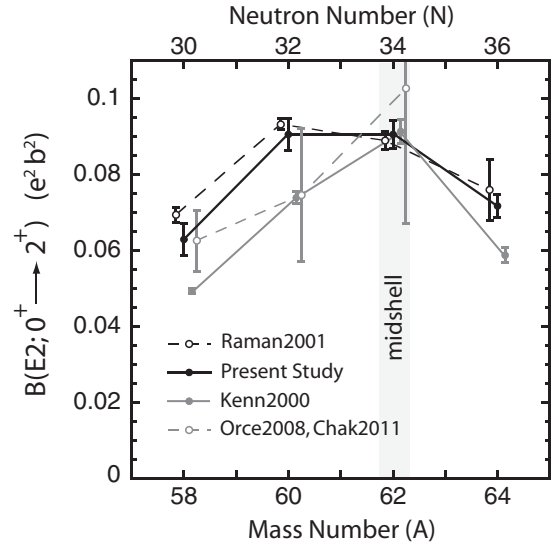 Neutron Number (N)
30 32 34 36
B(E2; 0⁺ → 2⁺) (e² b²)
0.1
0.08
0.06
0.04
0.02
0
midshell
Raman2001
Present Study
Kenn2000
Orce2008, Chak2011
58 60 62 64
Mass Number (A)